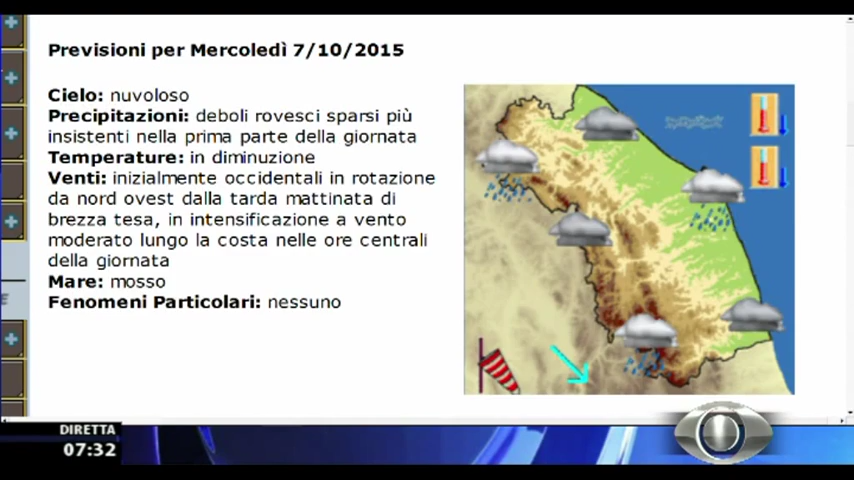 Previsioni per Mercoledì 7/10/2015
Cielo: nuvoloso
Precipitazioni: deboli rovesci sparsi più
insistenti nella prima parte della giornata
Temperature: in diminuzione
Venti: inizialmente occidentali in rotazione
da nord ovest dalla tarda mattinata di
brezza tesa, in intensificazione a vento
moderato lungo la costa nelle ore centrali
della giornata
Mare: mosso
Fenomeni Particolari: nessuno
DIRETTA
07:32